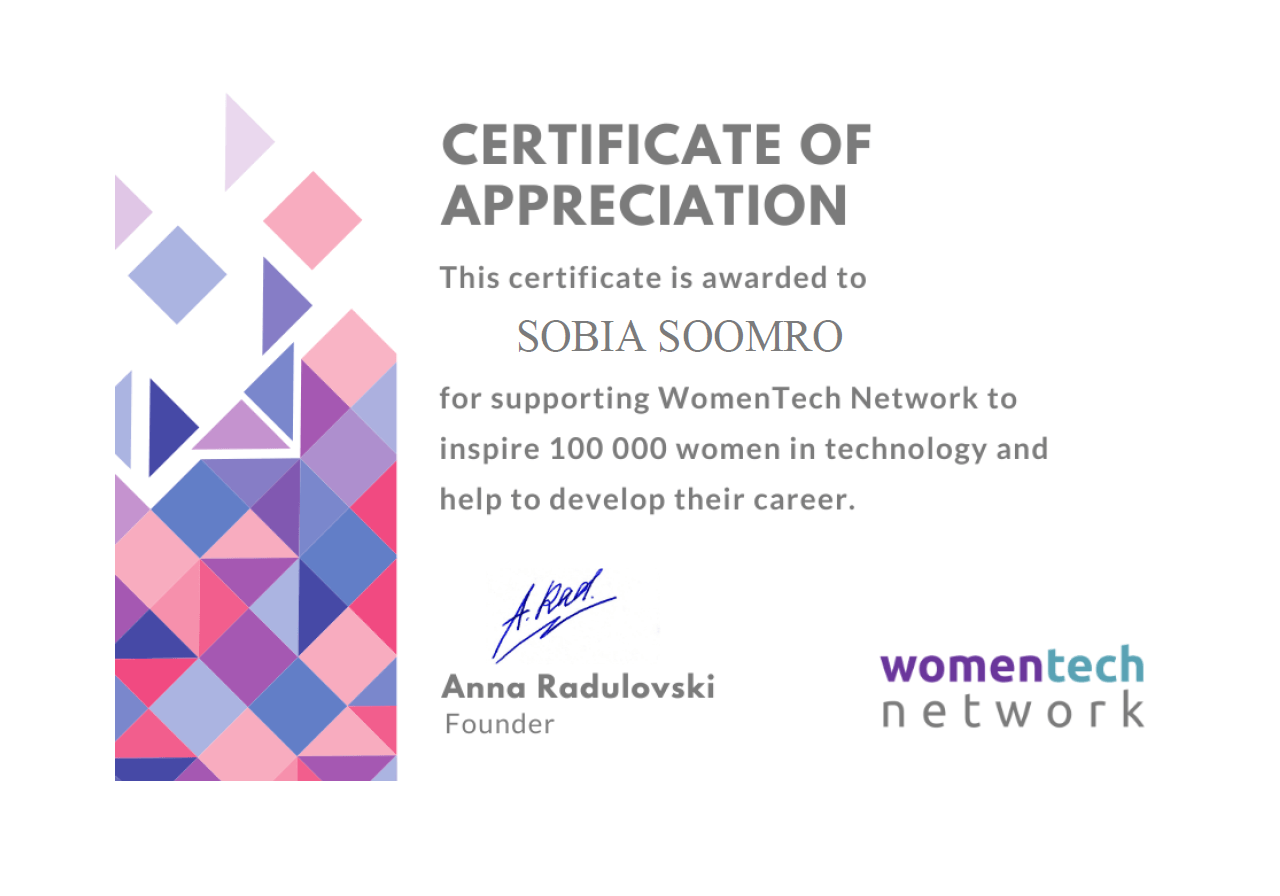 CERTIFICATE OF
APPRECIATION
This certificate is awarded to
SOBIA SOOMRO
for supporting WomenTech Network to
inspire 100 000 women in technology and
help to develop their career.
A. Rad.
Anna Radulovski
Founder
womentech
network